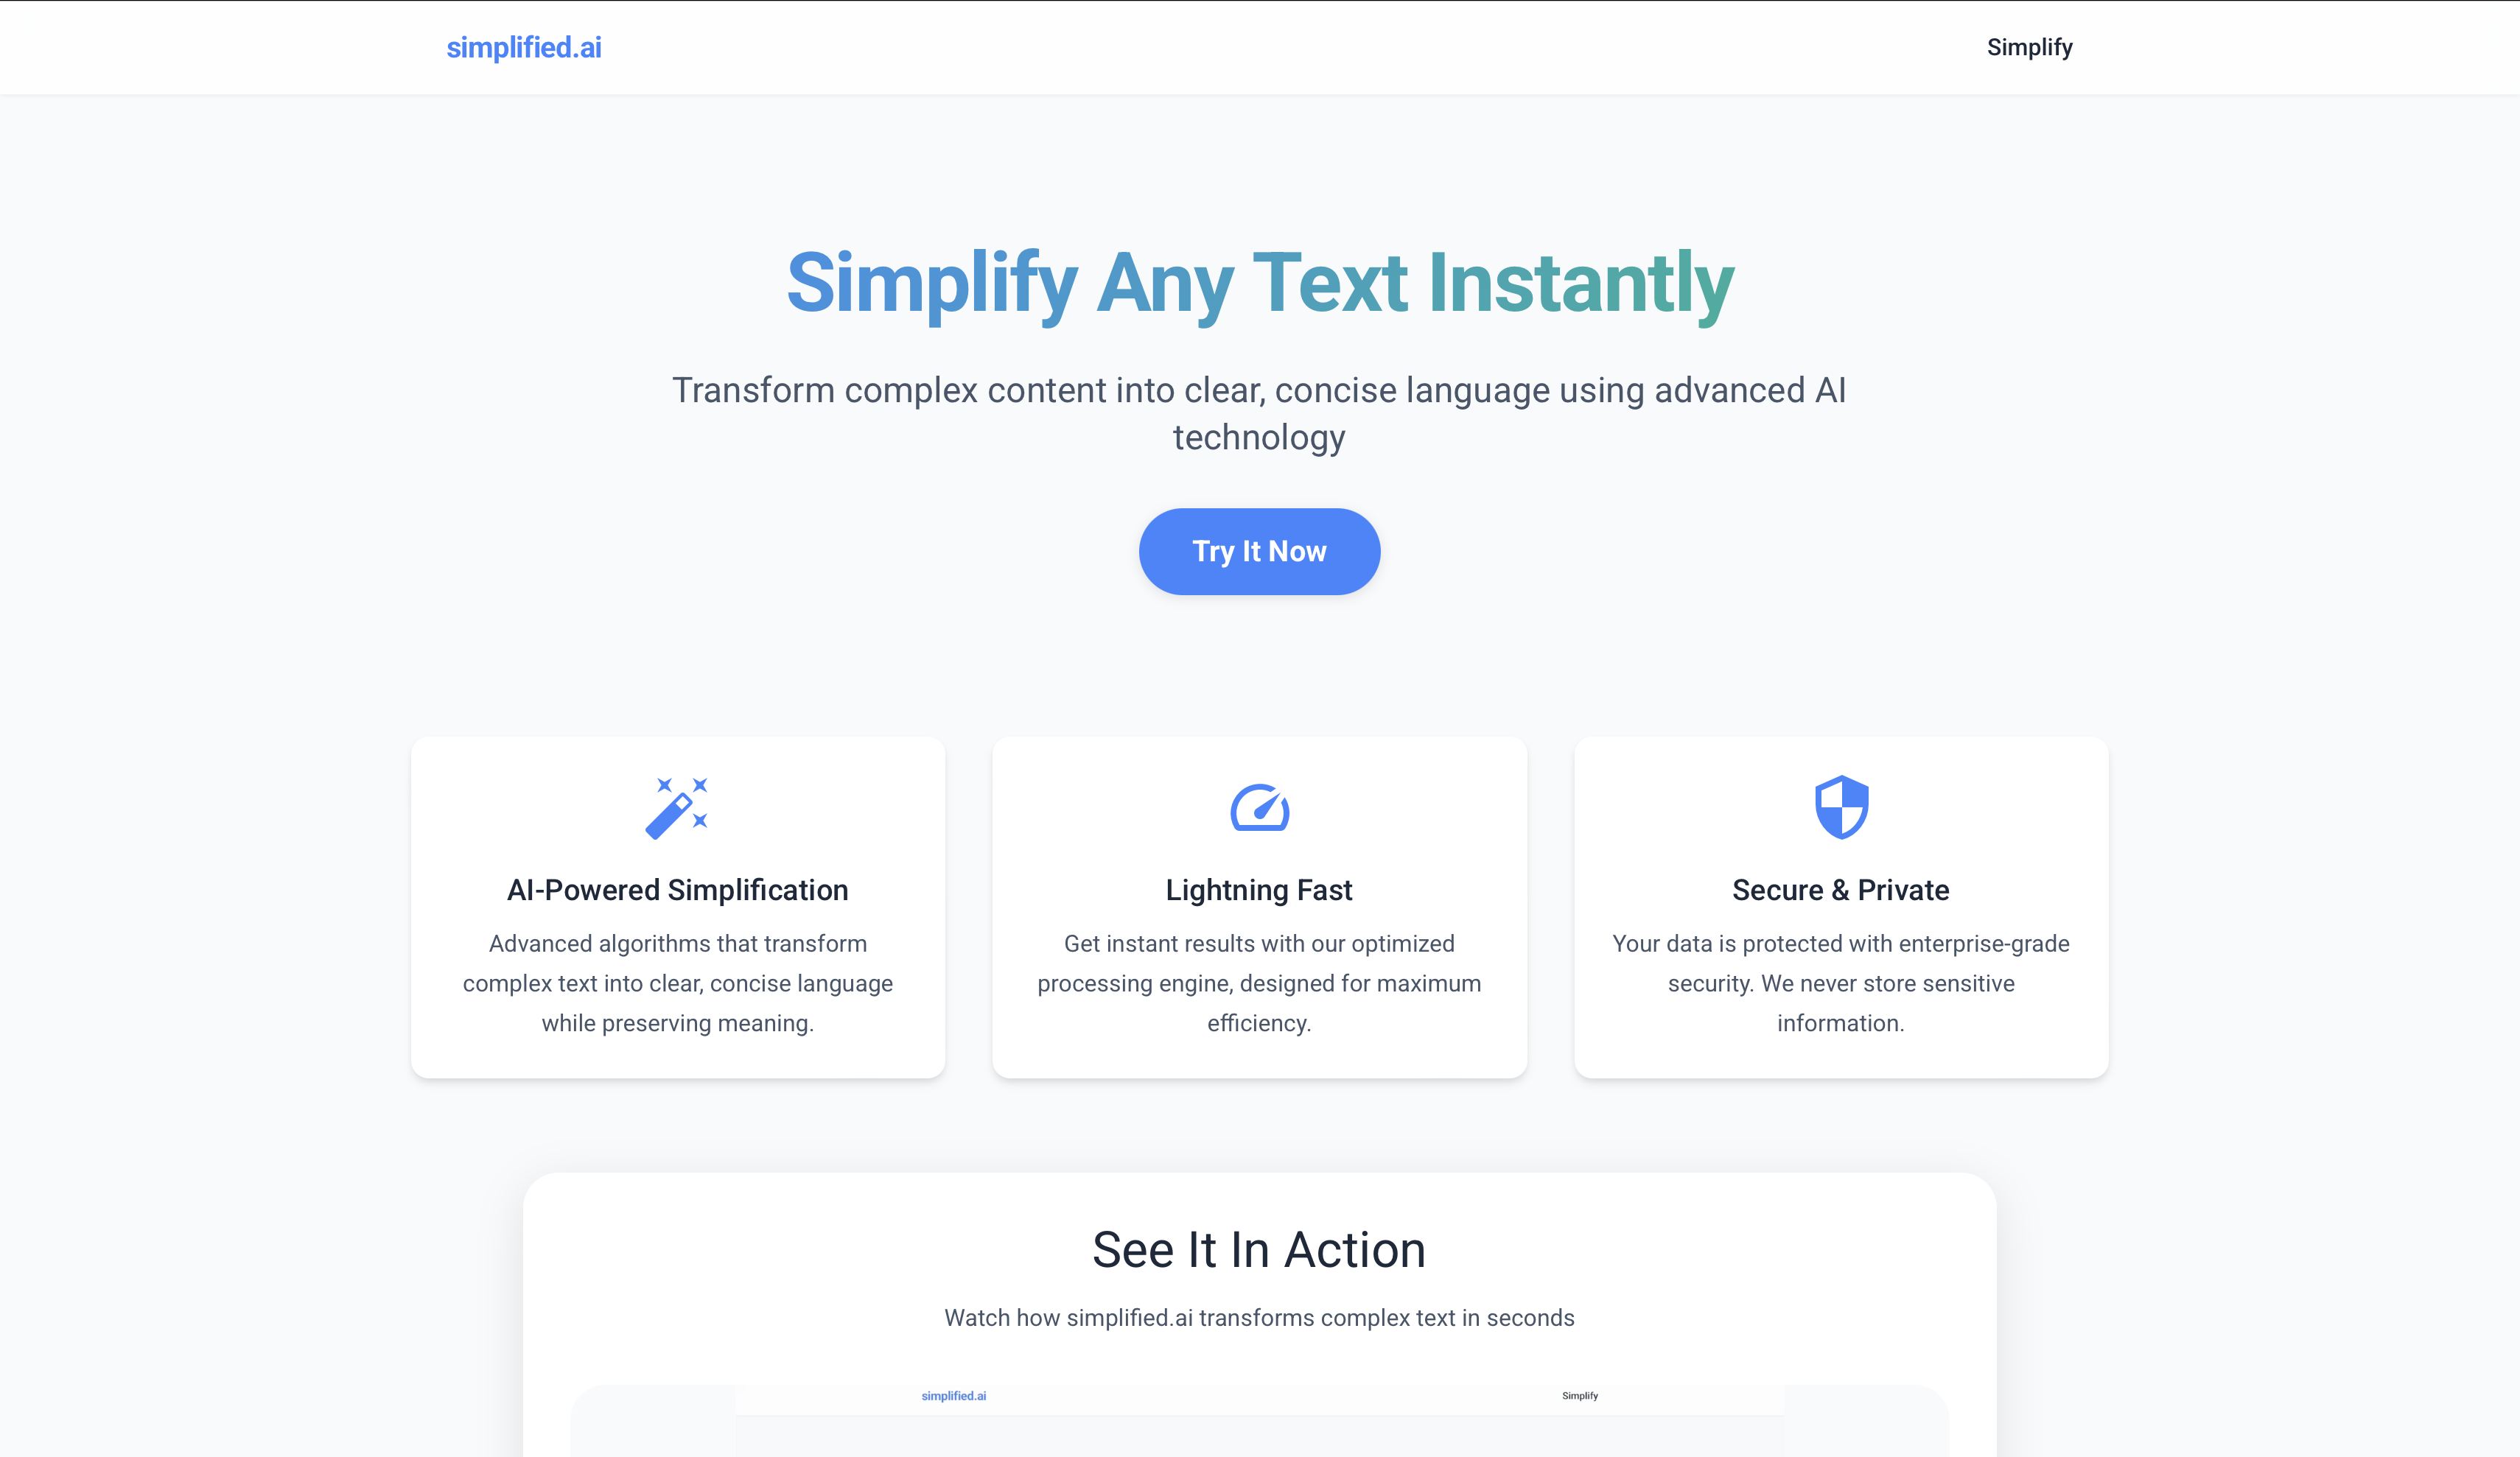 simplified.ai
Simplify
Simplify Any Text Instantly
Transform complex content into clear, concise language using advanced AI
technology
Try It Now
AI-Powered Simplification
Advanced algorithms that transform
complex text into clear, concise language
while preserving meaning.
Lightning Fast
Get instant results with our optimized
processing engine, designed for maximum
efficiency.
Secure & Private
Your data is protected with enterprise-grade
security. We never store sensitive
information.
See It In Action
Watch how simplified.ai transforms complex text in seconds
simplified.ai
Simplify